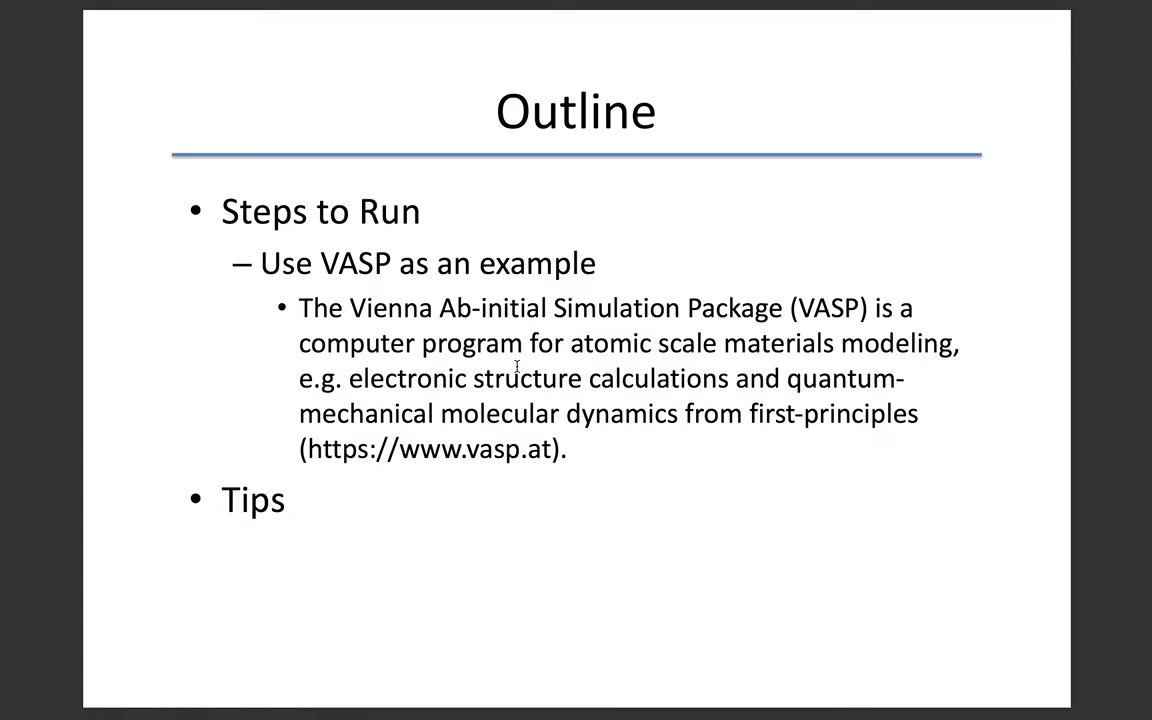 Outline
• Steps to Run
– Use VASP as an example
• The Vienna Ab-initial Simulation Package (VASP) is a
computer program for atomic scale materials modeling,
e.g. electronic structure calculations and quantum-
mechanical molecular dynamics from first-principles
(https://www.vasp.at).
• Tips